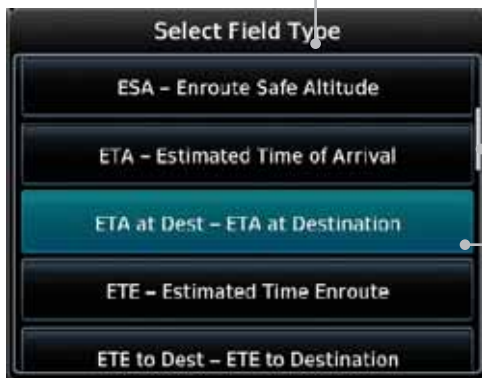 Select Field Type
ESA – Enroute Safe Altitude
ETA – Estimated Time of Arrival
ETA at Dest – ETA at Destination
ETE – Estimated Time Enroute
ETE to Dest – ETE to Destination